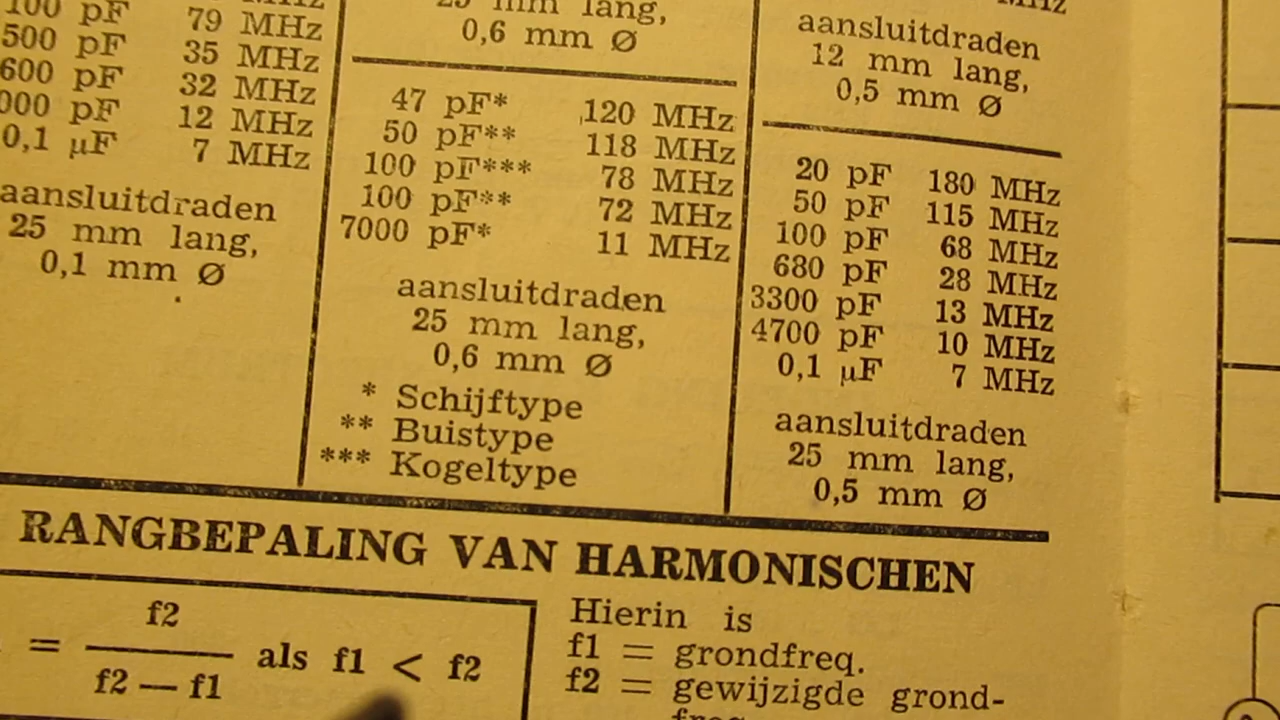 100 pF 79 MHz
500 pF 35 MHz
600 pF 32 MHz
000 pF 12 MHz
0,1 µF 7 MHz
aansluitdraden
25 mm lang,
0,1 mm Ø
25 mm lang,
0,6 mm Ø
47 pF* 120 MHz
50 pF** 118 MHz
100 pF*** 78 MHz
100 pF** 72 MHz
7000 pF* 11 MHz
aansluitdraden
25 mm lang,
0,6 mm Ø
* Schijftype
** Buistype
*** Kogeltype
MHz
aansluitdraden
12 mm lang,
0,5 mm Ø
20 pF 180 MHz
50 pF 115 MHz
100 pF 68 MHz
680 pF 28 MHz
3300 pF 13 MHz
4700 pF 10 MHz
0,1 µF 7 MHz
aansluitdraden
25 mm lang,
0,5 mm Ø
RANGBEPALING VAN HARMONISCHEN
= f2
f2 — f1
als f1 < f2
Hierin is
f1 = grondfreq.
f2 = gewijzigde grond-